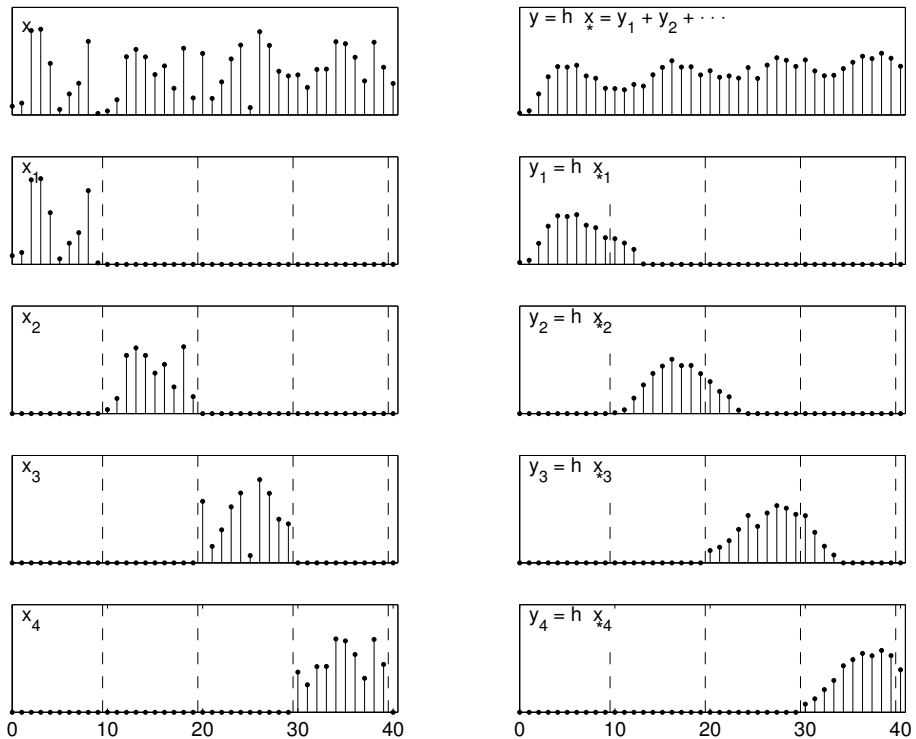 x
y = h * x = y₁ + y₂ + · · ·
x₁
y₁ = h * x₁
x₂
y₂ = h * x₂
x₃
y₃ = h * x₃
x₄
y₄ = h * x₄
0 10 20 30 40
0 10 20 30 40